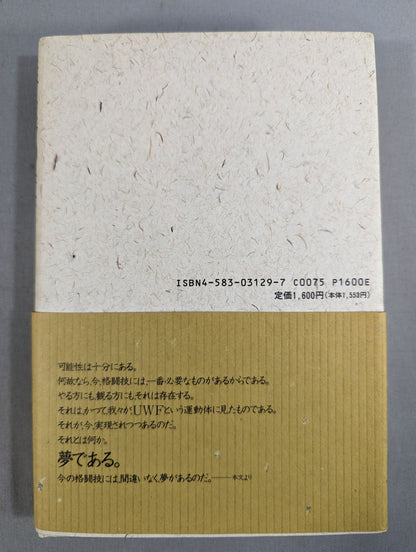 ISBN4-583-03129-7 C0075 P1600E
定価1,600円(本体1,553円)
可能性は十分にある。
何故なら、今、格闘技には、一番必要なものがあるからである。
やる方にも、観る方にもそれは存在する。
それは、かつて、我々が、UWFという運動体に見たものである。
それが、今、実現されつつあるのだ。
それとは何か。
夢である。
今の格闘技には、間違いなく、夢があるのだ。――本文より